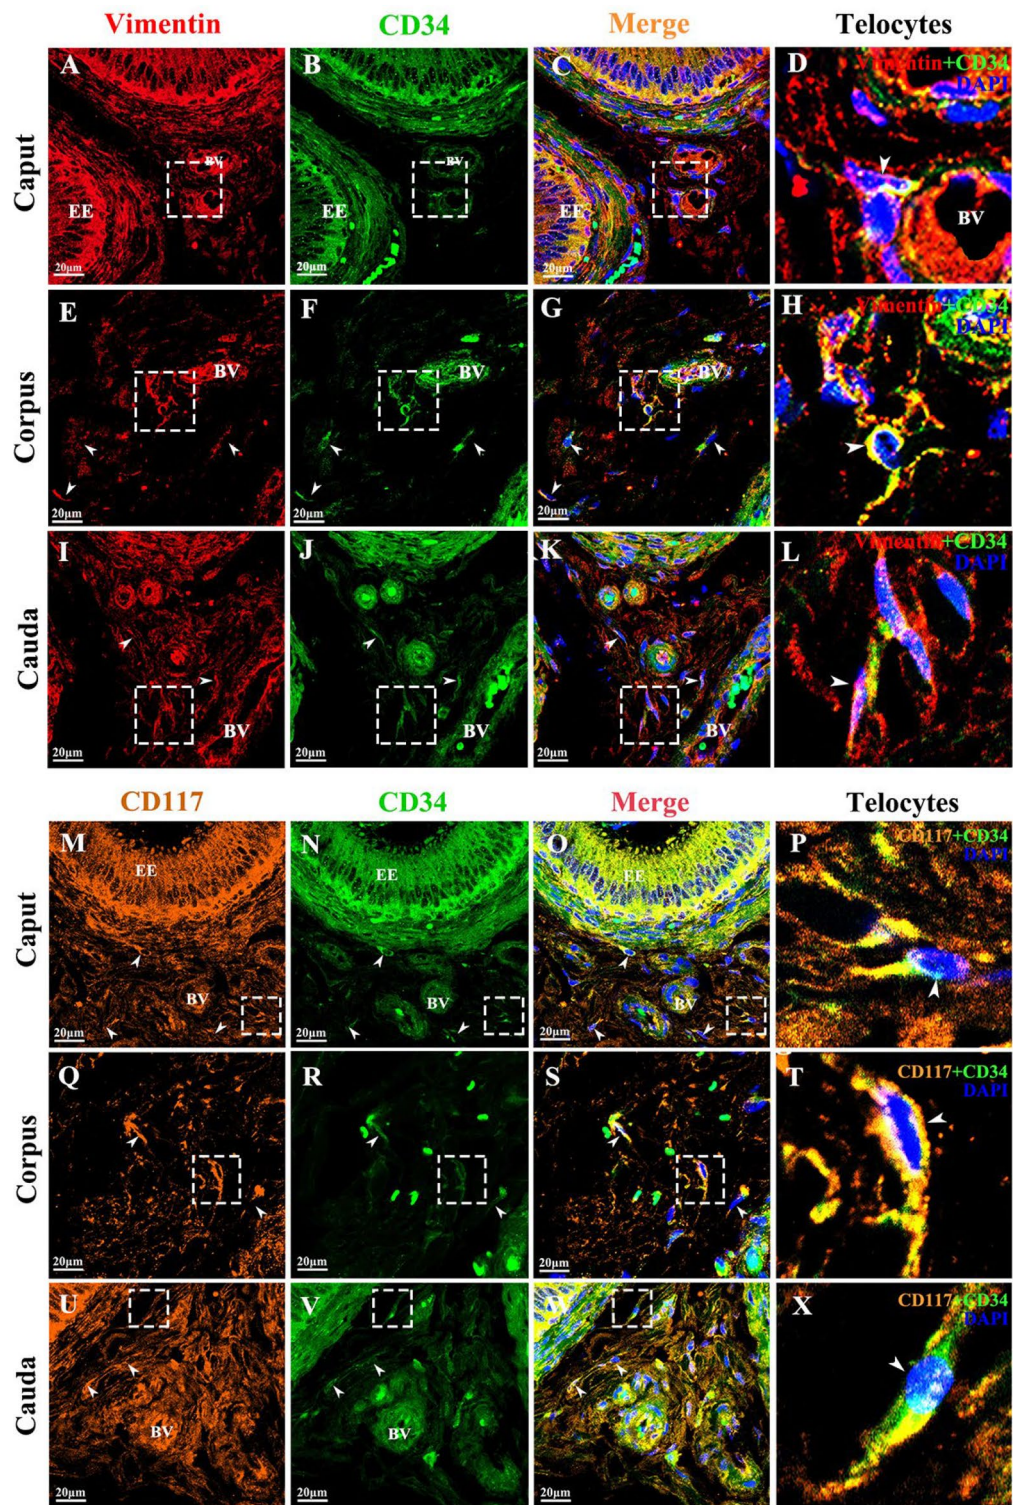 Vimentin CD34 Merge Telocytes
Caput
A B C D Vimentin+CD34
DAPI
BV BV
EE EE BV
20μm 20μm 20μm
Corpus
E F G H Vimentin+CD34
DAPI
BV BV BV
20μm 20μm 20μm
Cauda
I J K L Vimentin+CD34
DAPI
BV BV
20μm 20μm 20μm
CD117 CD34 Merge Telocytes
Caput
M N O P CD117+CD34
DAPI
EE EE EE
BV BV BV
20μm 20μm 20μm
Corpus
Q R S T CD117+CD34
DAPI
20μm 20μm 20μm
Cauda
U V W X CD117+CD34
DAPI
BV BV
20μm 20μm 20μm